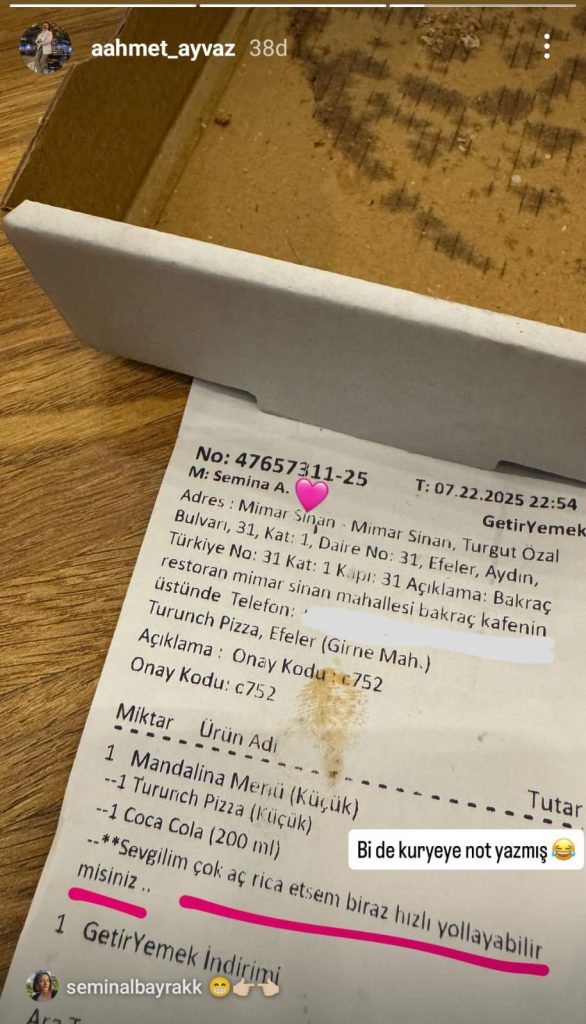 aahmet_ayvaz 38d
No: 47657311-25
T: 07.22.2025 22:54
M: Semina A.
GetirYemek
Adres : Mimar Sinan - Mimar Sinan, Turgut Özal
Bulvarı, 31, Kat: 1, Daire No: 31, Efeler, Aydın,
Türkiye No: 31 Kat: 1 Kapı: 31 Açıklama: Bakraç
restoran mimar sinan mahallesi bakraç kafenin
üstünde Telefon:
Turunch Pizza, Efeler (Girne Mah.)
Açıklama : Onay Kodu : c752
Onay Kodu: c752
Miktar Ürün Adı Tutar
1 Mandalina Menü (Küçük)
--1 Turunch Pizza (Küçük)
--1 Coca Cola (200 ml)
Bi de kuryeye not yazmış 😂
--**Sevgilim çok aç rica etsem biraz hızlı yollayabilir
misiniz ..
1 GetirYemek İndirimi
seminalbayrakk 😁👉🏻👈🏻